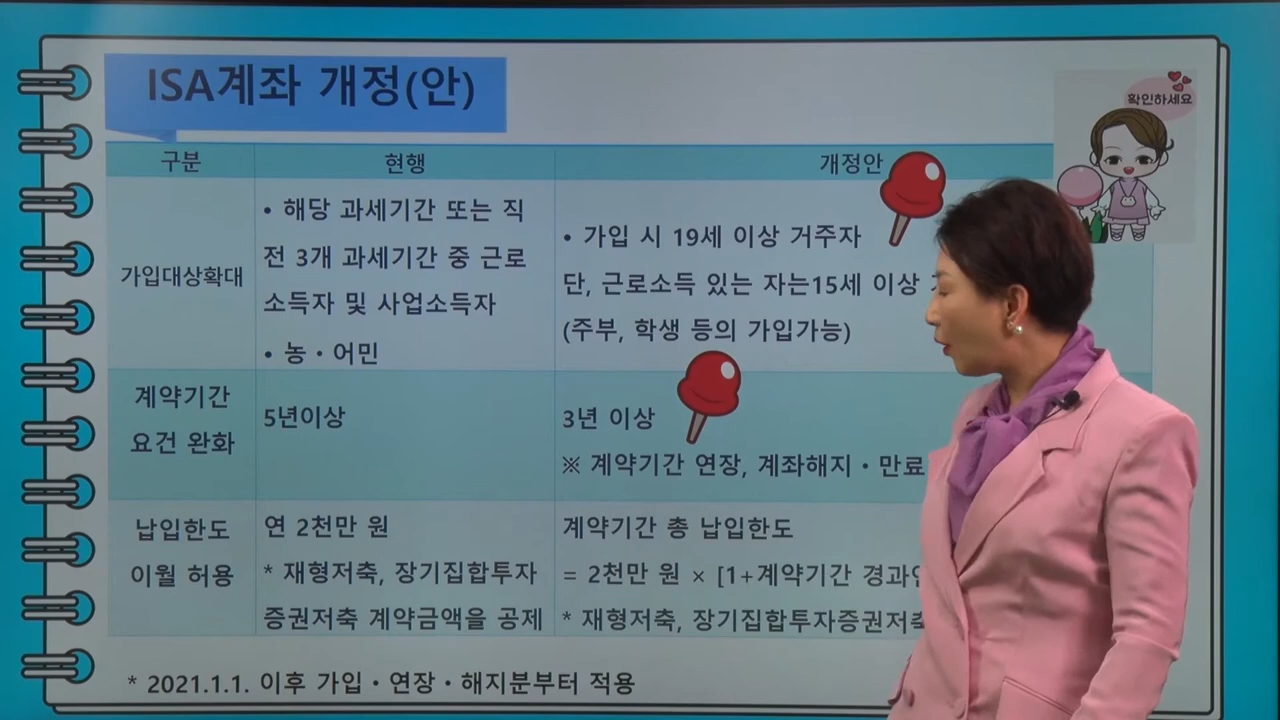 ISA계좌 개정(안)
확인하세요
구분 현행 개정안
가입대상확대
• 해당 과세기간 또는 직
전 3개 과세기간 중 근로
소득자 및 사업소득자
• 농・어민
• 가입 시 19세 이상 거주자
단, 근로소득 있는 자는15세 이상
(주부, 학생 등의 가입가능)
계약기간
요건 완화
5년이상
3년 이상
※ 계약기간 연장, 계좌해지・만료
납입한도
이월 허용
연 2천만 원
* 재형저축, 장기집합투자
증권저축 계약금액을 공제
계약기간 총 납입한도
= 2천만 원 × [1+계약기간
* 재형저축, 장기집합투자증권저축
* 2021.1.1. 이후 가입・연장・해지분부터 적용